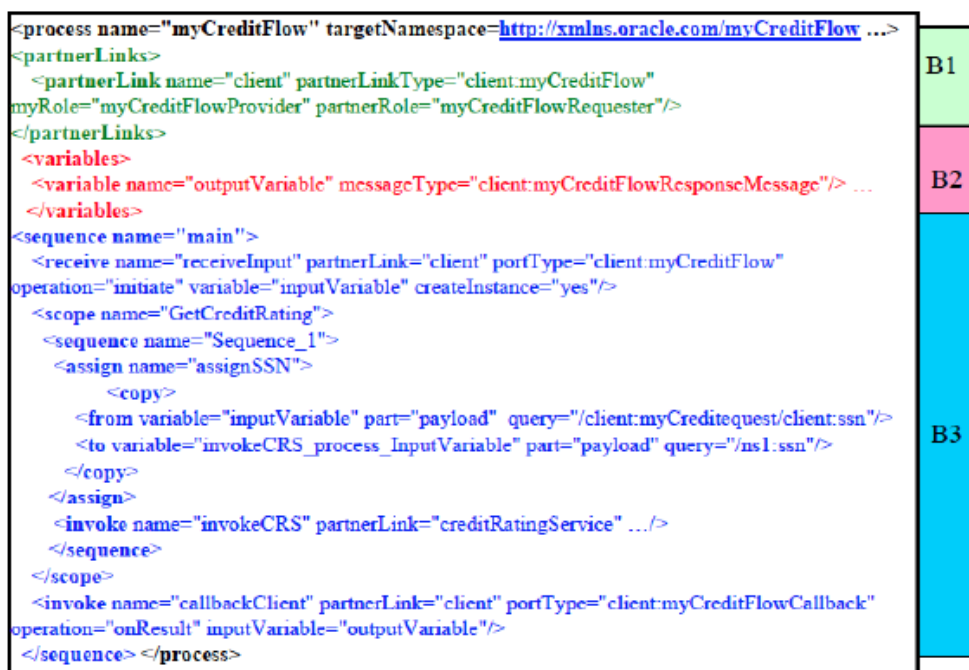 <process name="myCreditFlow" targetNamespace=http://xmlns.oracle.com/myCreditFlow ...>
<partnerLinks>
<partnerLink name="client" partnerLinkType="client:myCreditFlow"
myRole="myCreditFlowProvider" partnerRole="myCreditFlowRequester"/>
</partnerLinks>
<variables>
<variable name="outputVariable" messageType="client:myCreditFlowResponseMessage"/> ...
</variables>
<sequence name="main">
<receive name="receiveInput" partnerLink="client" portType="client:myCreditFlow"
operation="initiate" variable="inputVariable" createInstance="yes"/>
<scope name="GetCreditRating">
<sequence name="Sequence_1">
<assign name="assignSSN">
<copy>
<from variable="inputVariable" part="payload" query="/client:myCreditequest/client:ssn"/>
<to variable="invokeCRS_process_InputVariable" part="payload" query="/ns1:ssn"/>
</copy>
</assign>
<invoke name="invokeCRS" partnerLink="creditRatingService" .../>
</sequence>
</scope>
<invoke name="callbackClient" partnerLink="client" portType="client:myCreditFlowCallback"
operation="onResult" inputVariable="outputVariable"/>
</sequence> </process>
B1
B2
B3